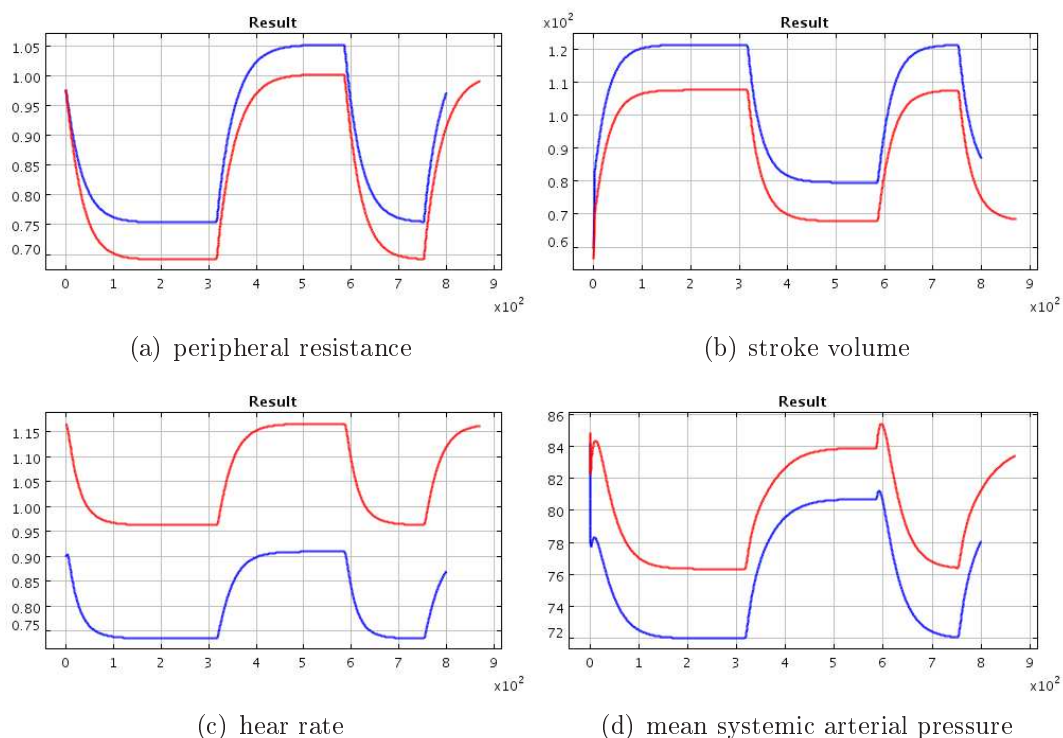 Result
1.05
1.00
0.95
0.90
0.85
0.80
0.75
0.70
0 1 2 3 4 5 6 7 8 9
x10²
(a) peripheral resistance
x10²
Result
1.2
1.0
0.8
0.7
0.6
0 1 2 3 4 5 6 7 8 9
x10²
(b) stroke volume
Result
1.15
1.10
1.05
1.00
0.95
0.90
0.85
0.80
0.75
0 1 2 3 4 5 6 7 8 9
x10²
(c) hear rate
Result
86
84
82
80
78
76
74
72
0 1 2 3 4 5 6 7 8 9
x10²
(d) mean systemic arterial pressure